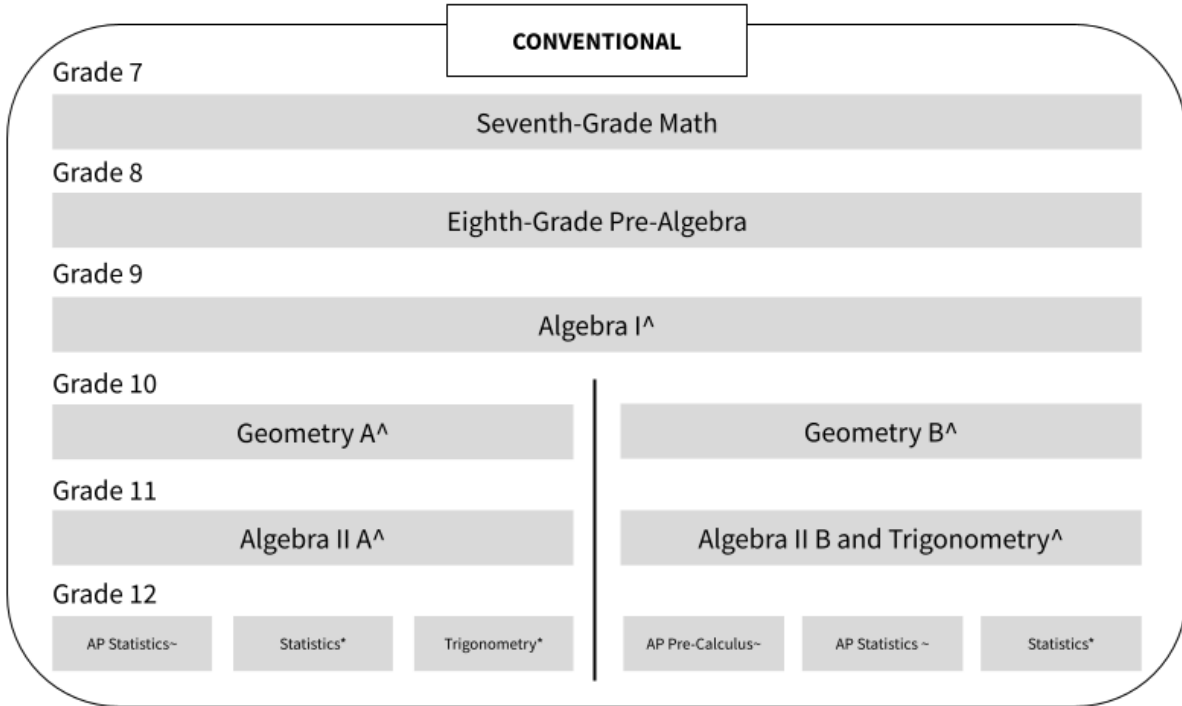 CONVENTIONAL
Grade 7
Seventh-Grade Math
Grade 8
Eighth-Grade Pre-Algebra
Grade 9
Algebra I^
Grade 10
Geometry A^
Geometry B^
Grade 11
Algebra II A^
Algebra II B and Trigonometry^
Grade 12
AP Statistics~
Statistics*
Trigonometry*
AP Pre-Calculus~
AP Statistics ~
Statistics*